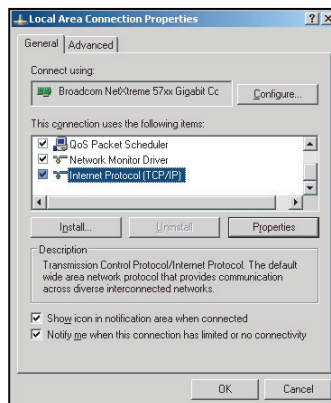 Local Area Connection Properties
General Advanced
Connect using:
Broadcom NetXtreme 57xx Gigabit Cc
Configure...
This connection uses the following items:
QoS Packet Scheduler
Network Monitor Driver
Internet Protocol (TCP/IP)
Install... Uninstall Properties
Description
Transmission Control Protocol/Internet Protocol. The default
wide area network protocol that provides communication
across diverse interconnected networks.
Show icon in notification area when connected
Notify me when this connection has limited or no connectivity
OK Cancel